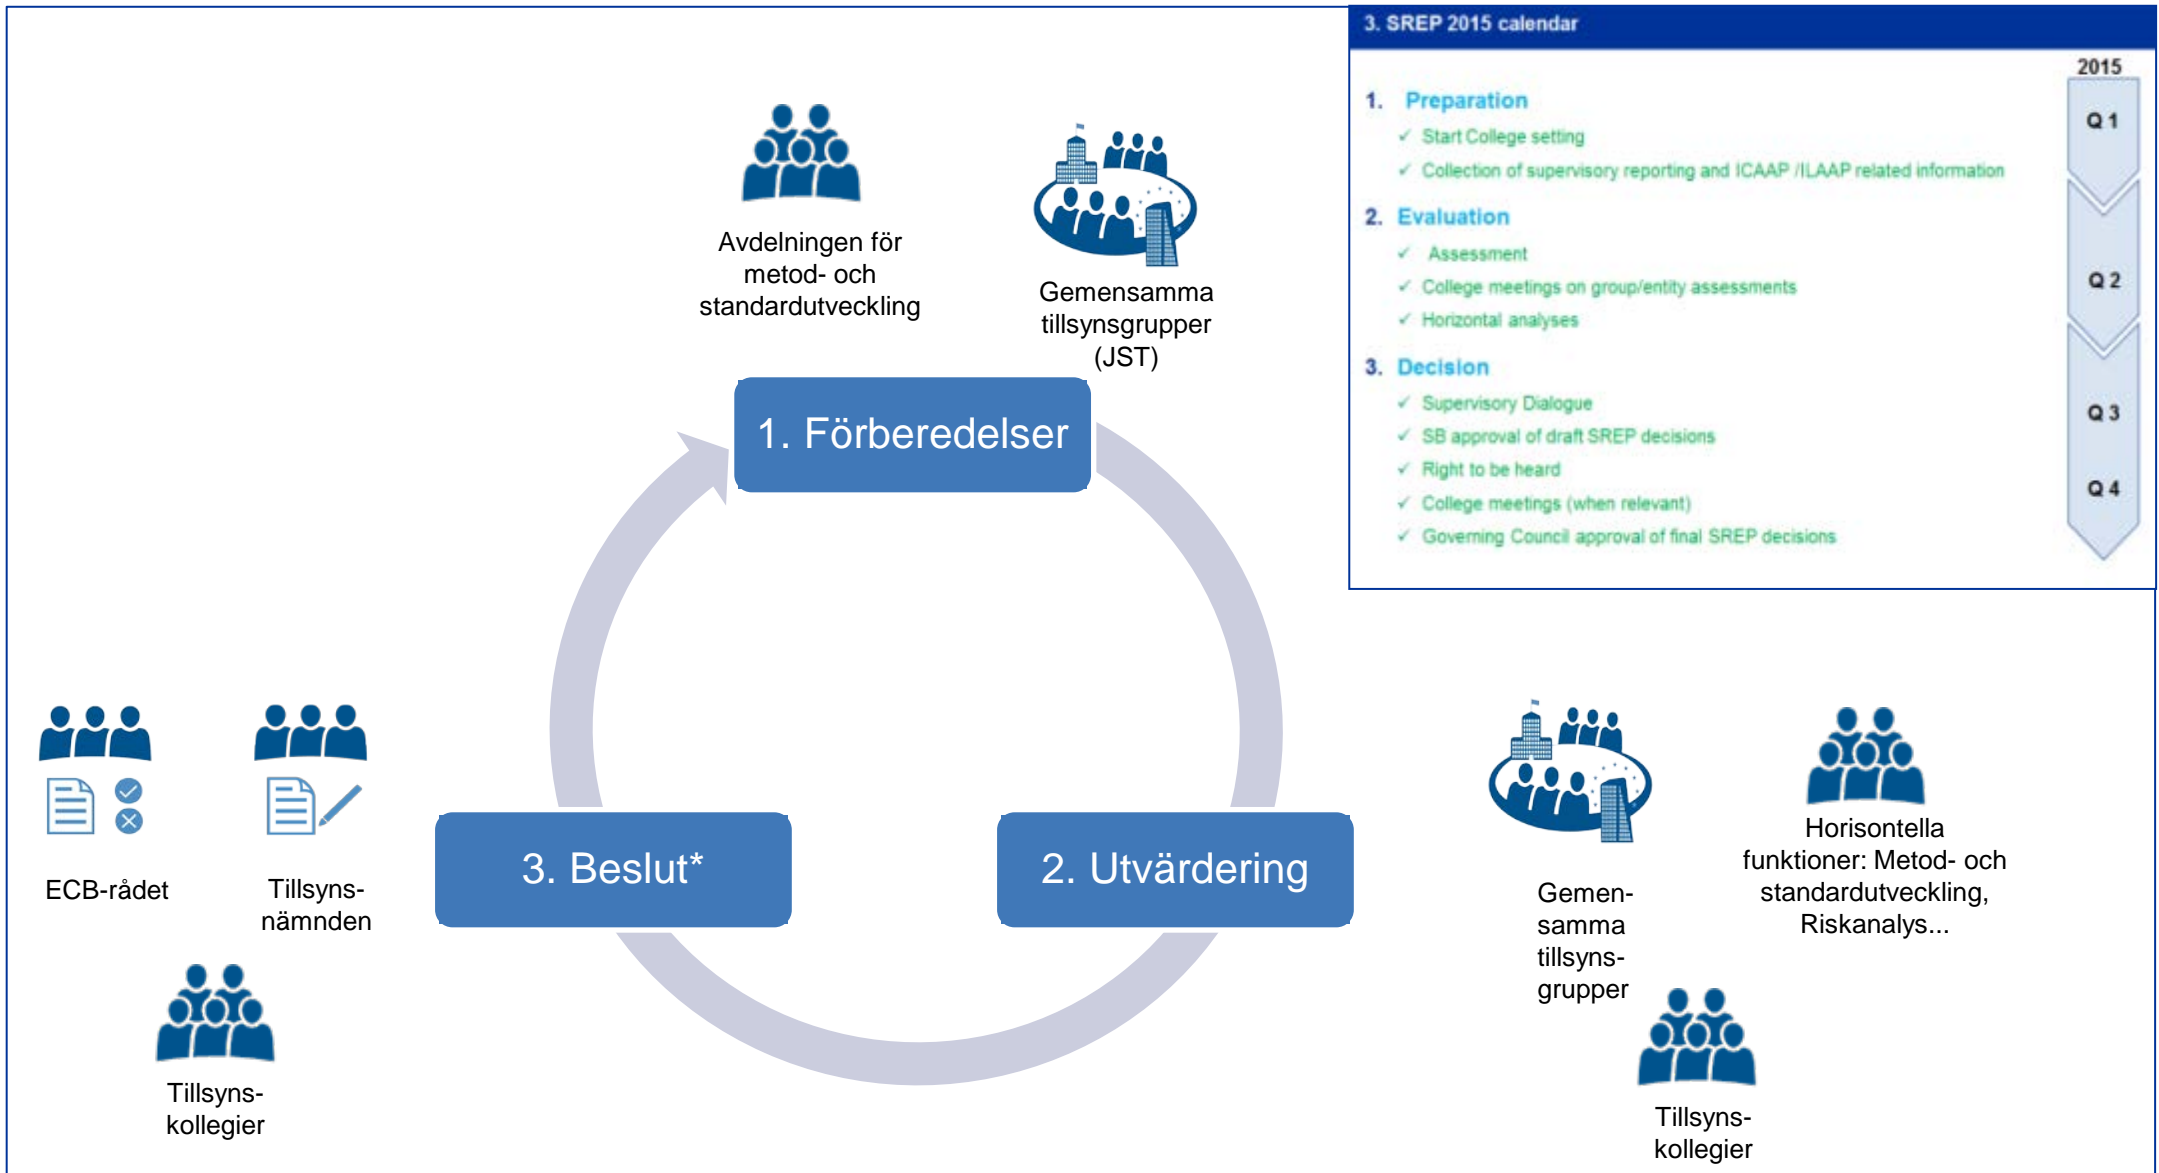 3. SREP 2015 calendar
2015
1. Preparation
✓ Start College setting
✓ Collection of supervisory reporting and ICAAP /ILAAP related information
Q 1
2. Evaluation
✓ Assessment
✓ College meetings on group/entity assessments
✓ Horizontal analyses
Q 2
3. Decision
✓ Supervisory Dialogue
✓ SB approval of draft SREP decisions
✓ Right to be heard
✓ College meetings (when relevant)
✓ Governing Council approval of final SREP decisions
Q 3
Q 4
Avdelningen för
metod- och
standardutveckling
Gemensamma
tillsynsgrupper
(JST)
1. Förberedelser
ECB-rådet
Tillsyns-
nämnden
Tillsyns-
kollegier
3. Beslut*
2. Utvärdering
Gemen-
samma
tillsyns-
grupper
Horisontella
funktioner: Metod- och
standardutveckling,
Riskanalys...
Tillsyns-
kollegier